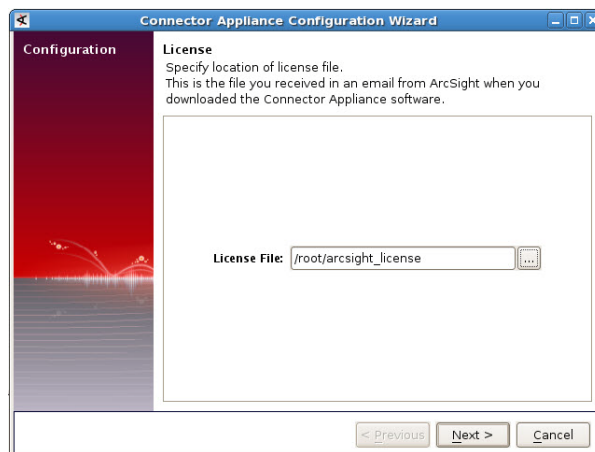 Connector Appliance Configuration Wizard
Configuration
License
Specify location of license file.
This is the file you received in an email from ArcSight when you
downloaded the Connector Appliance software.
License File: /root/arcsight_license ...
< Previous Next > Cancel